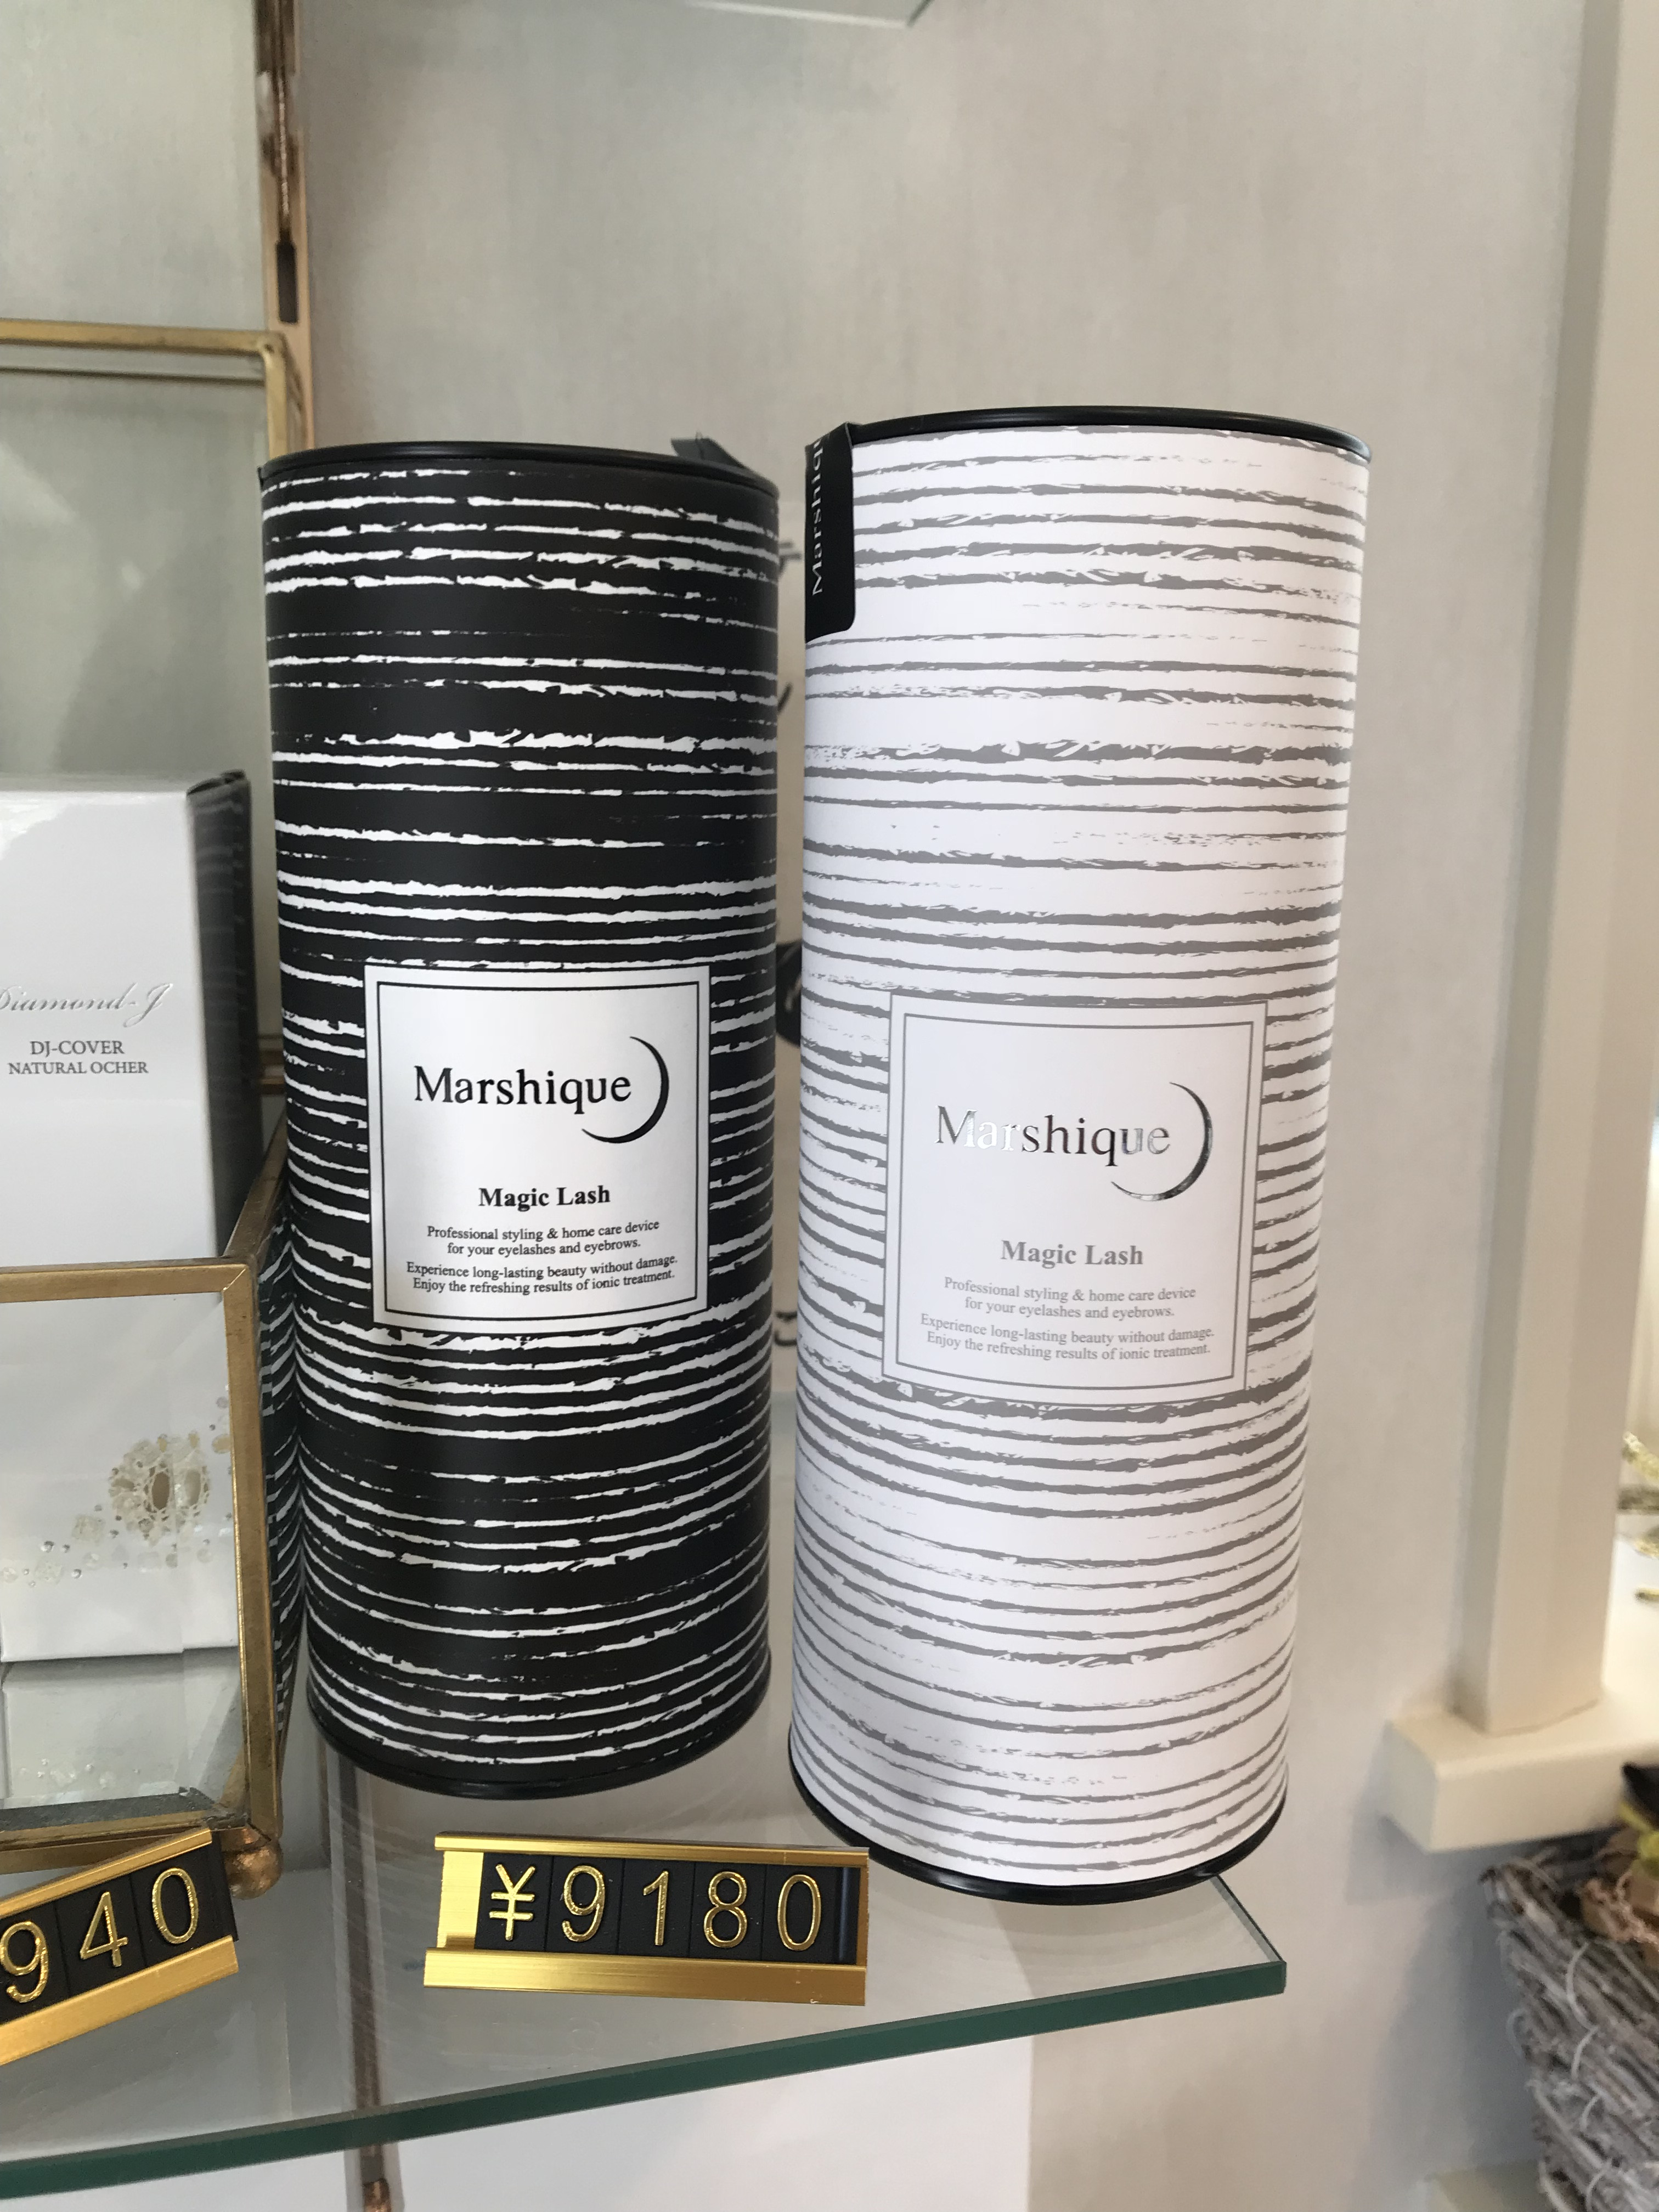 Diamond-J
DJ-COVER
NATURAL OCHER
Marshique
Magic Lash
Professional styling & home care device
for your eyelashes and eyebrows.
Experience long-lasting beauty without damage.
Enjoy the refreshing results of ionic treatment.
Marshiq
Marshique
Magic Lash
Professional styling & home care device
for your eyelashes and eyebrows.
Experience long-lasting beauty without damage.
Enjoy the refreshing results of ionic treatment.
940
¥9180